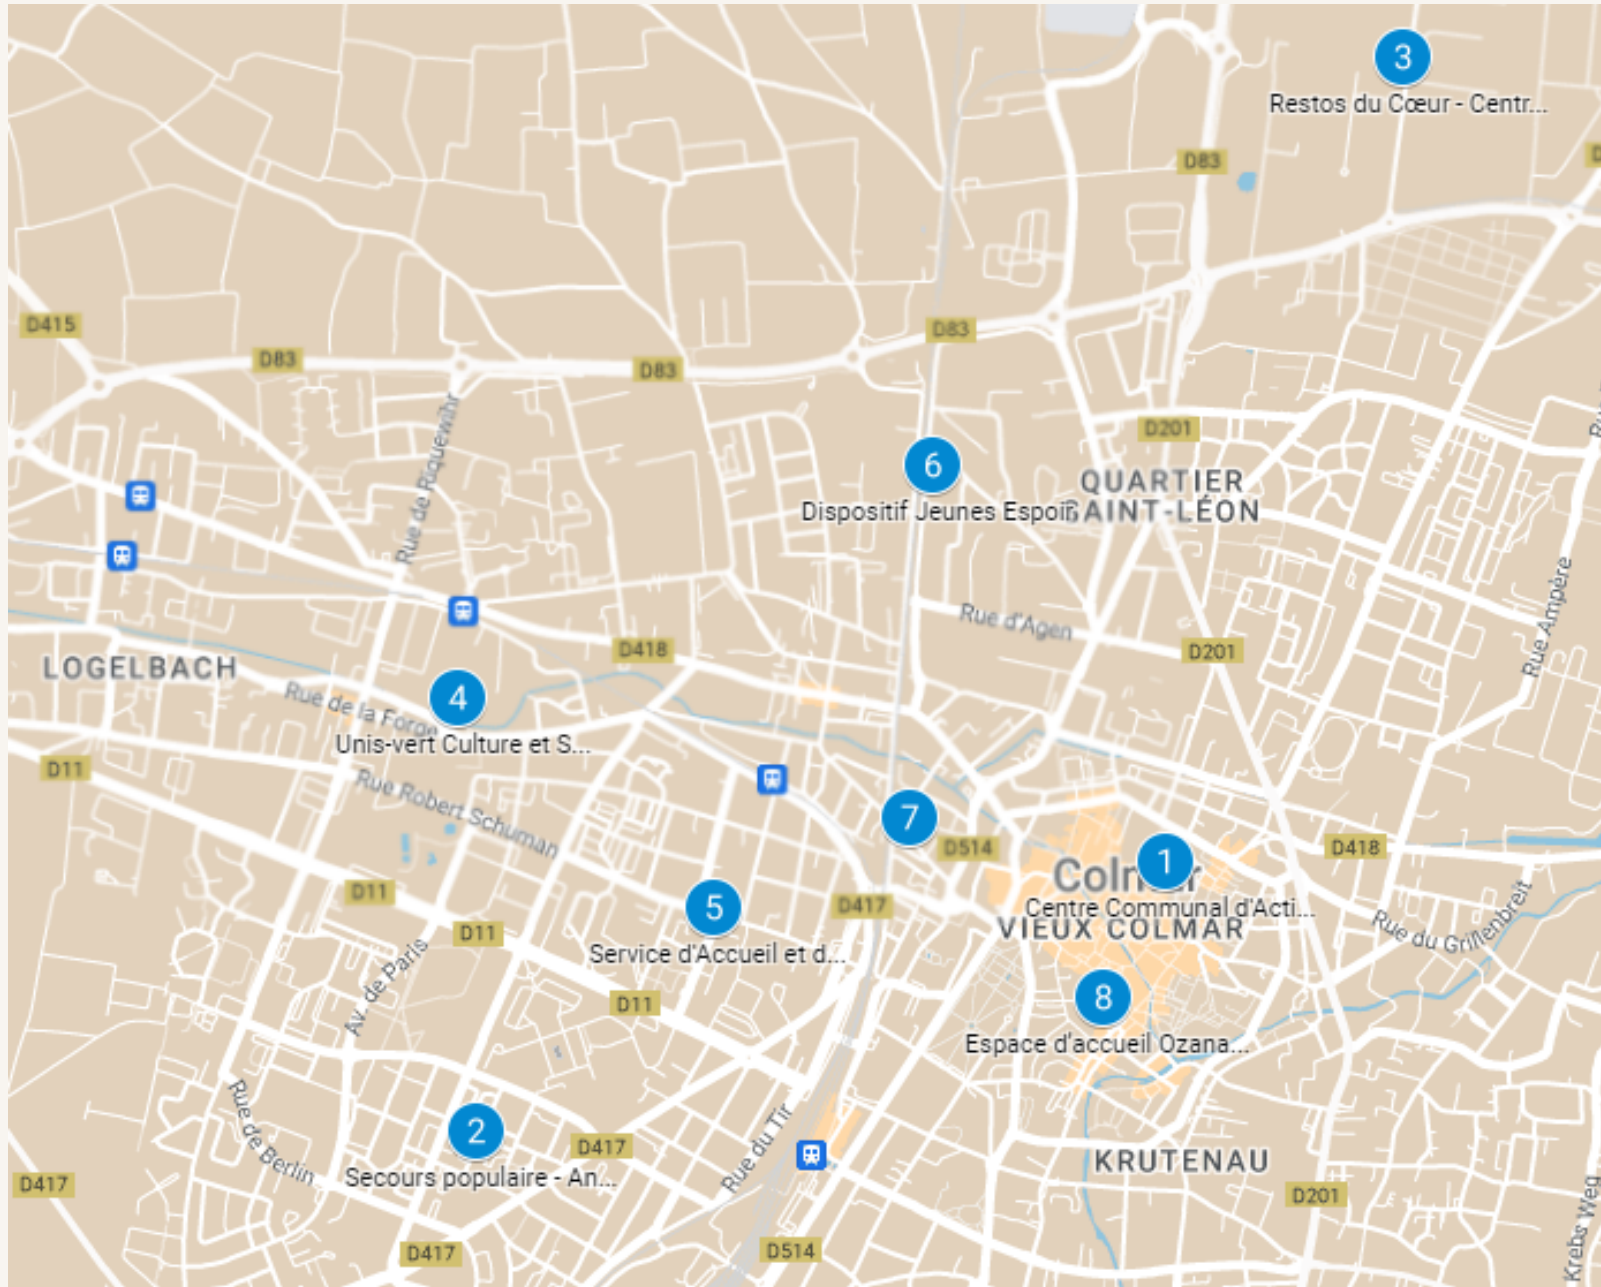 3
Restos du Cœur - Centr...
D83
D415
D83
D83
D83
Rue de Riquewihr
D201
6
QUARTIER
SAINT-LÉON
Dispositif Jeunes Espoir
Rue Ampère
Rue d'Agen
D418
D201
LOGELBACH
Rue de la Forge
4
Unis-vert Culture et S...
D11
Rue Robert Schuman
7
D514
D418
1
Colmar
Centre Communal d'Acti...
VIEUX COLMAR
D11
5
D417
Rue du Grillenbreit
D11
Service d'Accueil et d...
Av. de Paris
D11
8
Espace d'accueil Ozana...
Rue de Berlin
2
Secours populaire - An...
D417
Rue du Tir
KRUTENAU
D417
D201
Krebs Weg
D417
D514